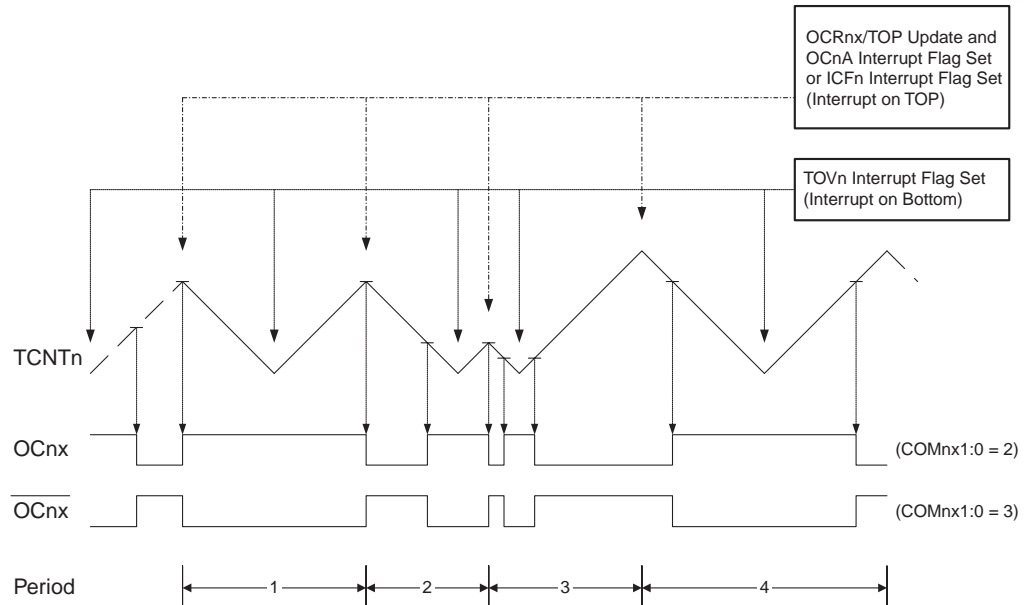 OCRnx/TOP Update and
OCnA Interrupt Flag Set
or ICFn Interrupt Flag Set
(Interrupt on TOP)
TOVn Interrupt Flag Set
(Interrupt on Bottom)
TCNTn
OCnx
(COMnx1:0 = 2)
OCnx
(COMnx1:0 = 3)
Period
1
2
3
4